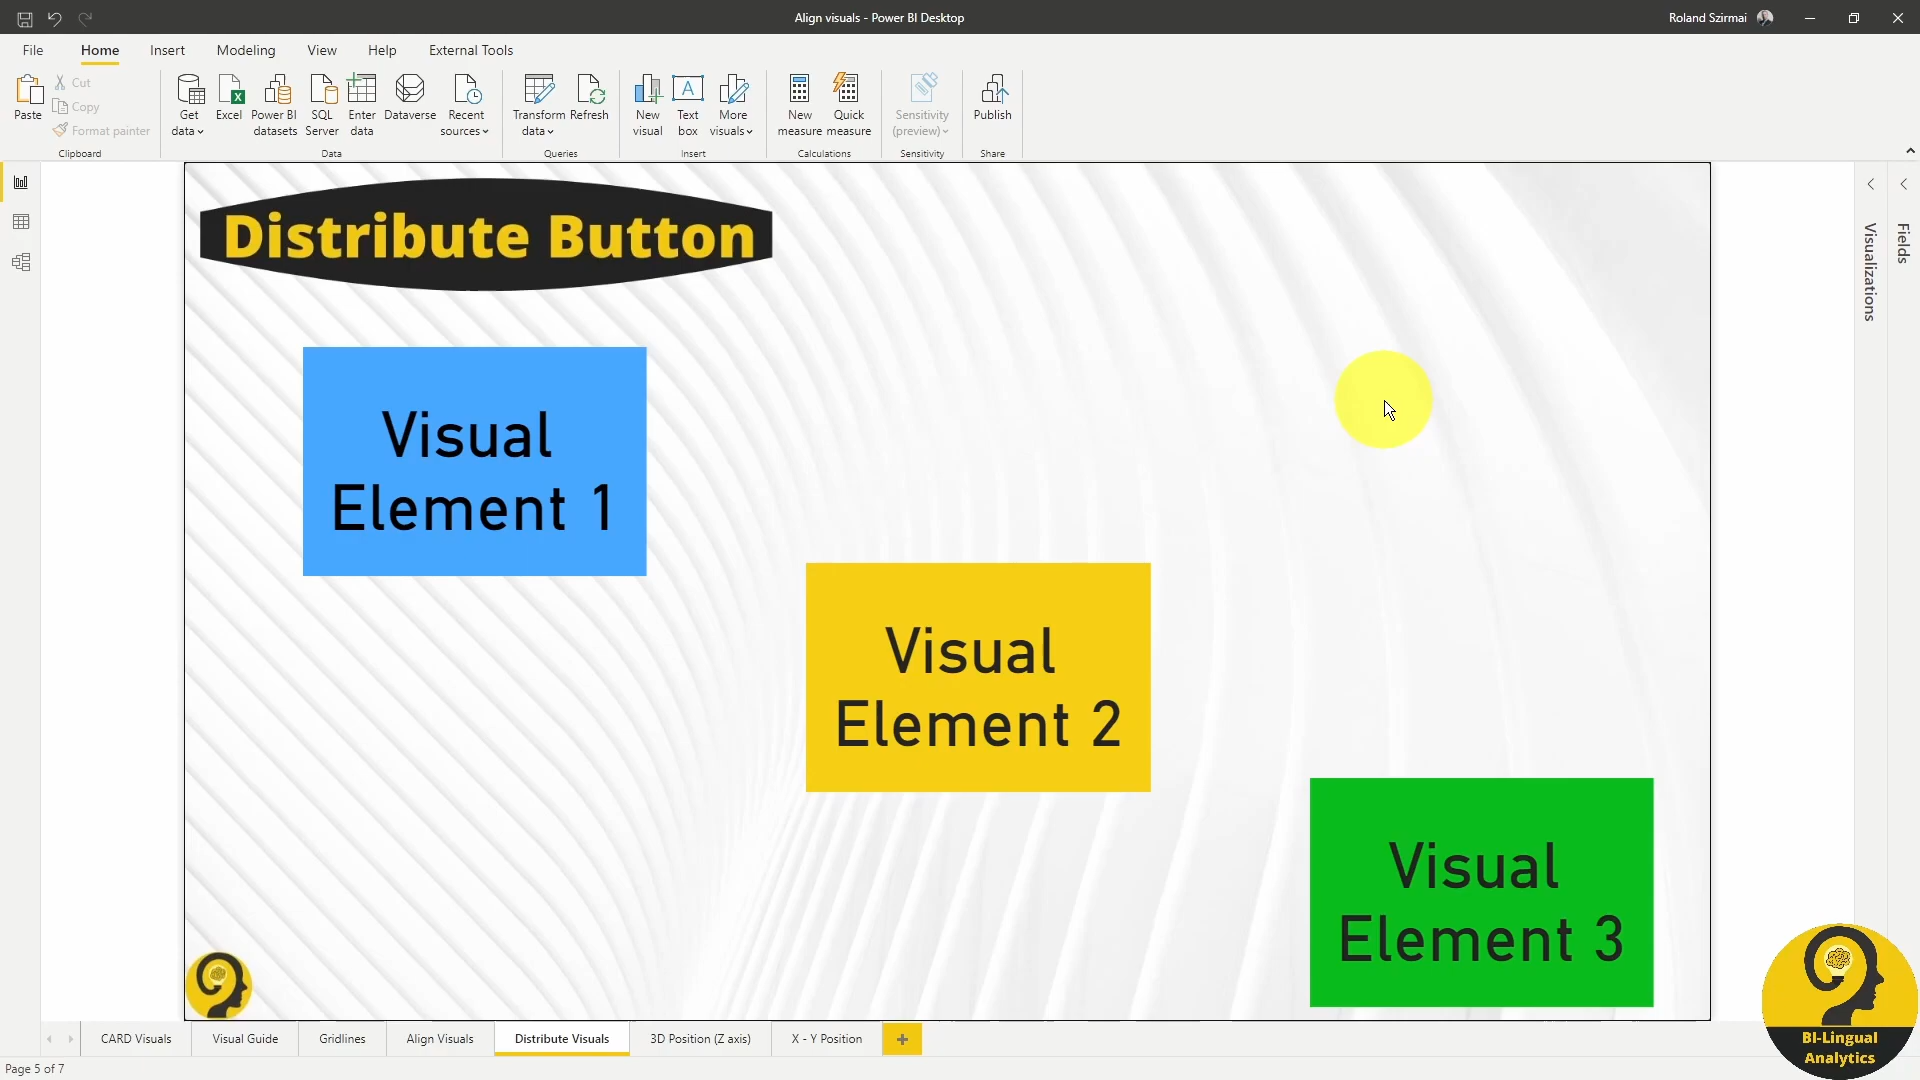 Align visuals - Power BI Desktop
Roland Szirmai
File Home Insert Modeling View Help External Tools
Paste
Cut
Copy
Format painter
Clipboard
Get data
Excel
Power BI datasets
SQL Server
Enter data
Dataverse
Recent sources
Data
Transform data
Refresh
Queries
New visual
Text box
More visuals
Insert
New measure
Quick measure
Calculations
Sensitivity (preview)
Sensitivity
Publish
Share
Distribute Button
Visual
Element 1
Visual
Element 2
Visual
Element 3
Visualizations
Fields
BI-Lingual
Analytics
CARD Visuals Visual Guide Gridlines Align Visuals Distribute Visuals 3D Position (Z axis) X - Y Position
Page 5 of 7